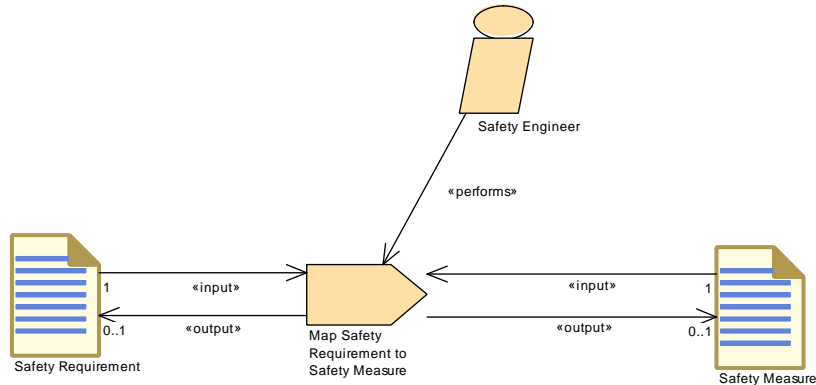 Safety Engineer
«performs»
1
«input»
«input»
1
0..1
«output»
«output»
0..1
Map Safety
Requirement to
Safety Measure
Safety Requirement
Safety Measure